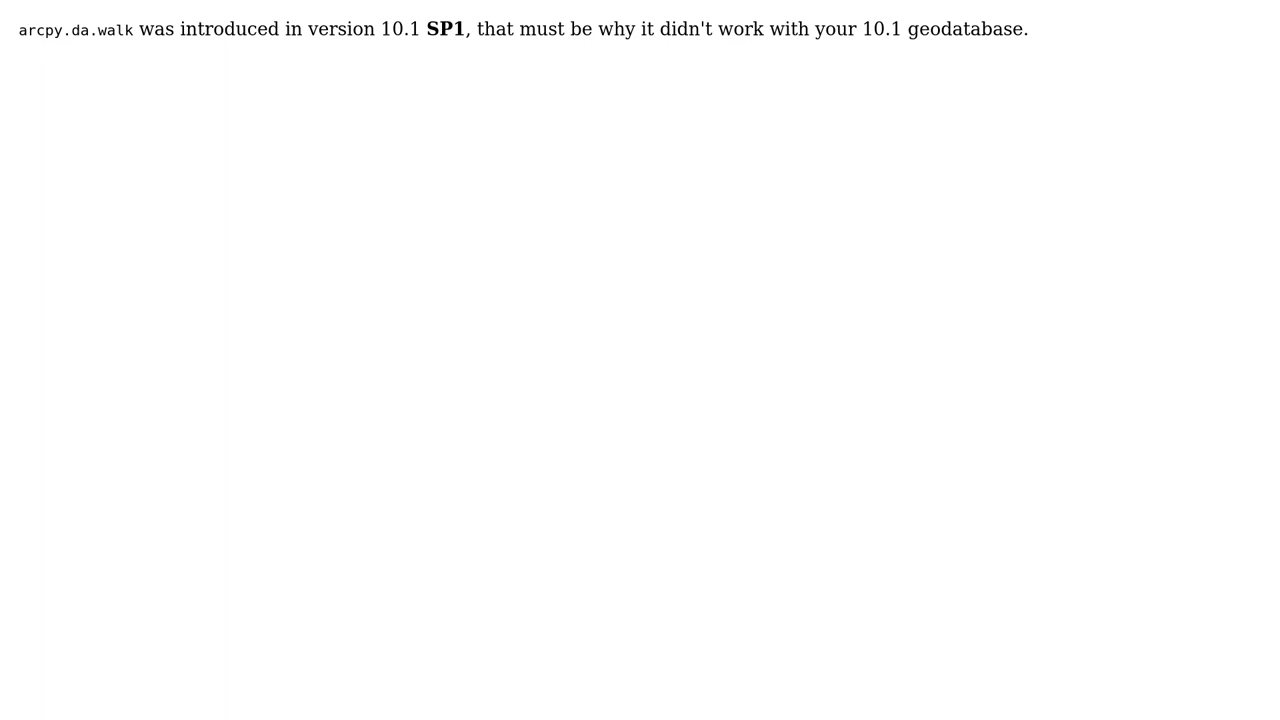 arcpy.da.walk was introduced in version 10.1 SP1, that must be why it didn't work with your 10.1 geodatabase.